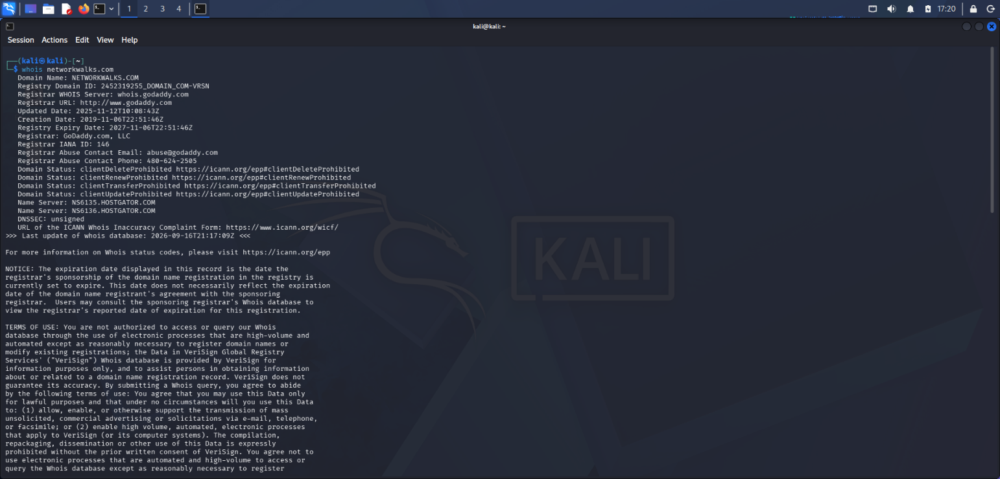 1 2 3 4 17:20
kali@kali: ~
Session Actions Edit View Help
┌──(kali㉿kali)-[~]
└─$ whois networkwalks.com
Domain Name: NETWORKWALKS.COM
Registry Domain ID: 2452319255_DOMAIN_COM-VRSN
Registrar WHOIS Server: whois.godaddy.com
Registrar URL: http://www.godaddy.com
Updated Date: 2025-11-12T10:08:43Z
Creation Date: 2019-11-06T22:51:46Z
Registry Expiry Date: 2027-11-06T22:51:46Z
Registrar: GoDaddy.com, LLC
Registrar IANA ID: 146
Registrar Abuse Contact Email: abuse@godaddy.com
Registrar Abuse Contact Phone: 480-624-2505
Domain Status: clientDeleteProhibited https://icann.org/epp#clientDeleteProhibited
Domain Status: clientRenewProhibited https://icann.org/epp#clientRenewProhibited
Domain Status: clientTransferProhibited https://icann.org/epp#clientTransferProhibited
Domain Status: clientUpdateProhibited https://icann.org/epp#clientUpdateProhibited
Name Server: NS6135.HOSTGATOR.COM
Name Server: NS6136.HOSTGATOR.COM
DNSSEC: unsigned
URL of the ICANN Whois Inaccuracy Complaint Form: https://www.icann.org/wicf/
>>> Last update of whois database: 2026-09-16T21:17:09Z <<<
For more information on Whois status codes, please visit https://icann.org/epp
NOTICE: The expiration date displayed in this record is the date the
registrar's sponsorship of the domain name registration in the registry is
currently set to expire. This date does not necessarily reflect the expiration
date of the domain name registrant's agreement with the sponsoring
registrar.  Users may consult the sponsoring registrar's Whois database to
view the registrar's reported date of expiration for this registration.
TERMS OF USE: You are not authorized to access or query our Whois
database through the use of electronic processes that are high-volume and
automated except as reasonably necessary to register domain names or
modify existing registrations; the Data in VeriSign Global Registry
Services' ("VeriSign") Whois database is provided by VeriSign for
information purposes only, and to assist persons in obtaining information
about or related to a domain name registration record. VeriSign does not
guarantee its accuracy. By submitting a Whois query, you agree to abide
by the following terms of use: You agree that you may use this Data only
for lawful purposes and that under no circumstances will you use this Data
to: (1) allow, enable, or otherwise support the transmission of mass
unsolicited, commercial advertising or solicitations via e-mail, telephone,
or facsimile; or (2) enable high volume, automated, electronic processes
that apply to VeriSign (or its computer systems). The compilation,
repackaging, dissemination or other use of this Data is expressly
prohibited without the prior written consent of VeriSign. You agree not to
use electronic processes that are automated and high-volume to access or
query the Whois database except as reasonably necessary to register
KALI